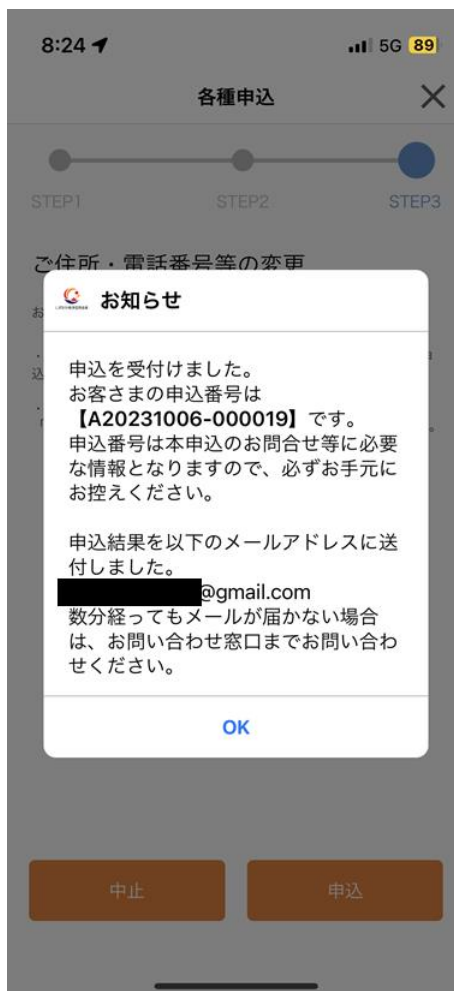 8:24
5G 89
各種申込
STEP1 STEP2 STEP3
ご住所・電話番号等の変更
お知らせ
申込を受付けました。
お客さまの申込番号は
【A20231006-000019】です。
申込番号は本申込のお問合せ等に必要
な情報となりますので、必ずお手元に
お控えください。
申込結果を以下のメールアドレスに送
付しました。
@gmail.com
数分経ってもメールが届かない場合
は、お問い合わせ窓口までお問い合わ
せください。
OK
中止 申込